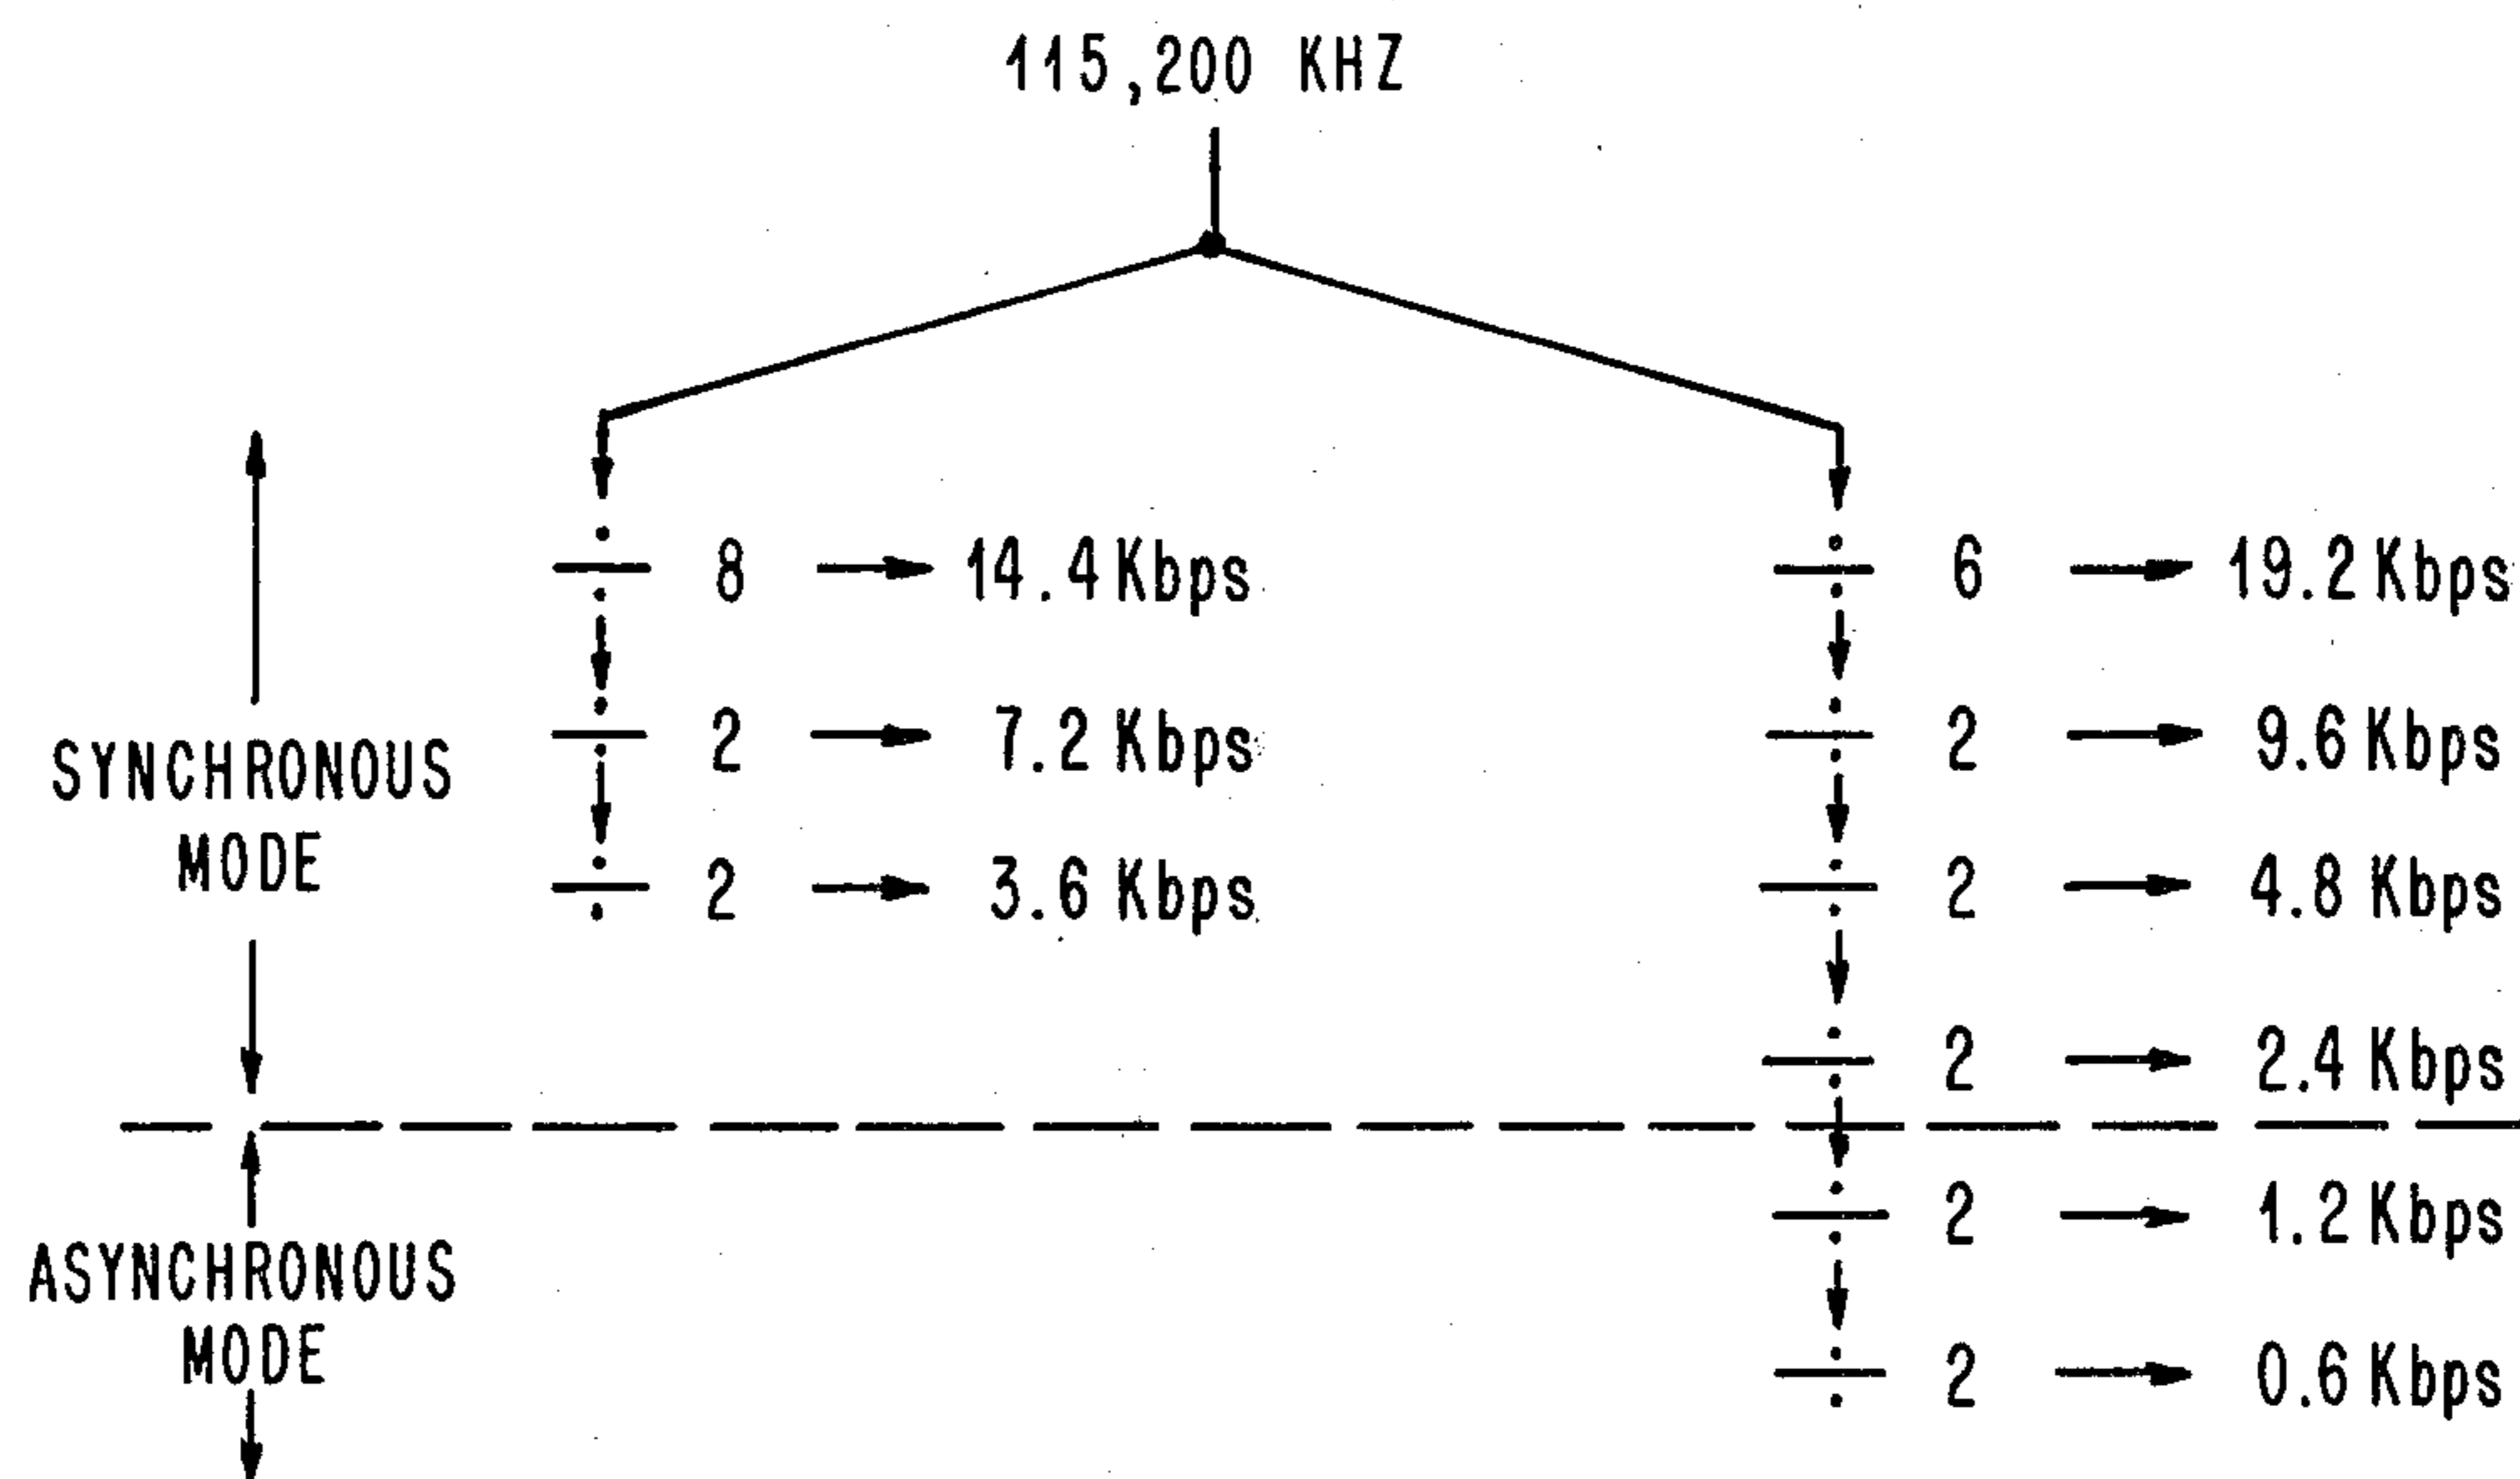 115,200 KHZ
÷ 8 → 14.4 Kbps
÷ 6 → 19.2 Kbps
÷ 2 → 7.2 Kbps
÷ 2 → 9.6 Kbps
SYNCHRONOUS
MODE
÷ 2 → 3.6 Kbps
÷ 2 → 4.8 Kbps
÷ 2 → 2.4 Kbps
÷ 2 → 1.2 Kbps
ASYNCHRONOUS
MODE
÷ 2 → 0.6 Kbps